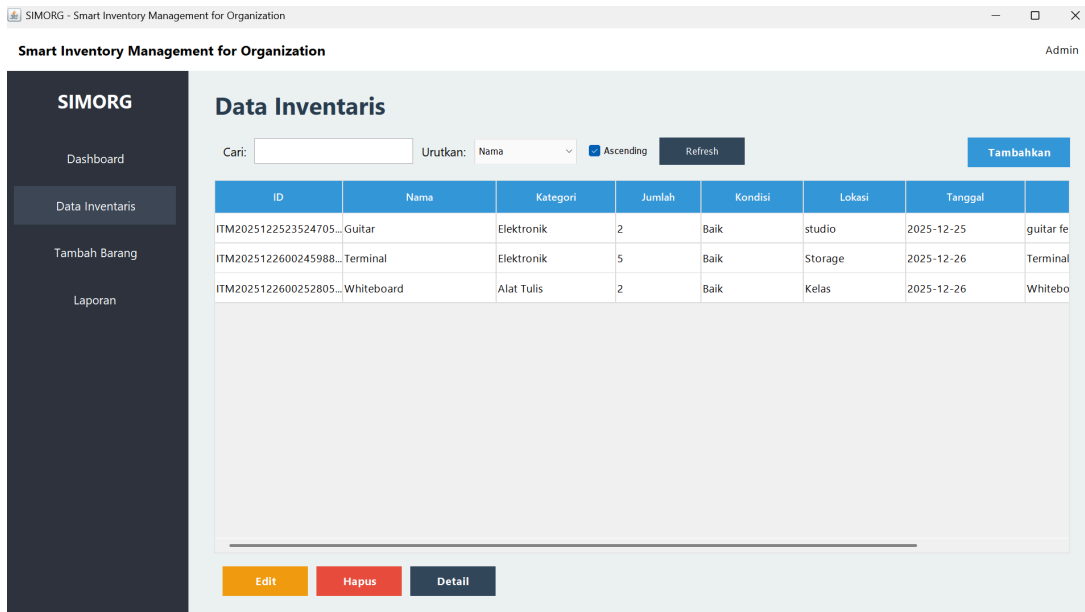 SIMORG - Smart Inventory Management for Organization
Smart Inventory Management for Organization
Admin
SIMORG
Dashboard
Data Inventaris
Tambah Barang
Laporan
Data Inventaris
Cari: Urutkan: Nama Ascending Refresh Tambahkan
ID Nama Kategori Jumlah Kondisi Lokasi Tanggal
ITM2025122523524705... Guitar Elektronik 2 Baik studio 2025-12-25 guitar fe
ITM2025122600245988... Terminal Elektronik 5 Baik Storage 2025-12-26 Terminal
ITM2025122600252805... Whiteboard Alat Tulis 2 Baik Kelas 2025-12-26 Whitebo
Edit Hapus Detail